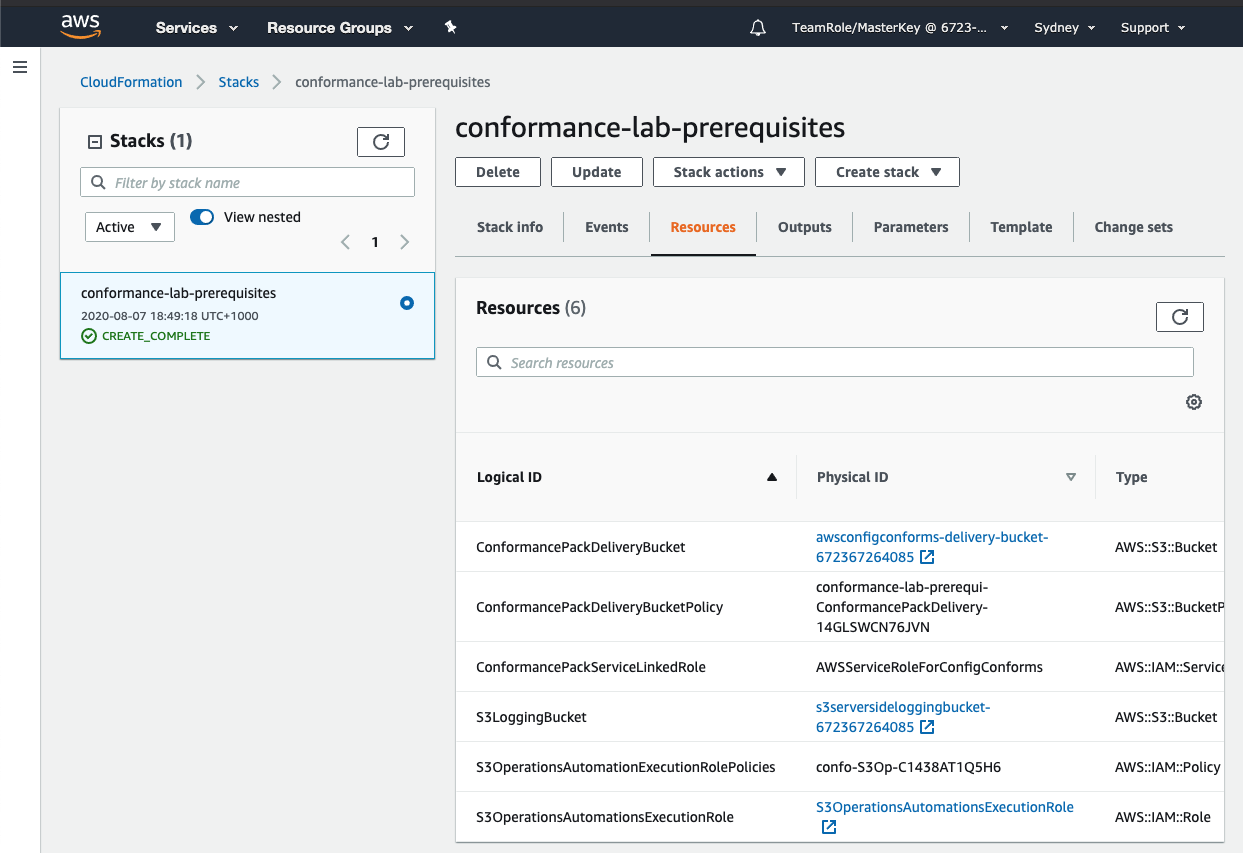 aws Services Resource Groups TeamRole/MasterKey @ 6723-... Sydney Support
CloudFormation Stacks conformance-lab-prerequisites
Stacks (1)
Filter by stack name
Active View nested
1
conformance-lab-prerequisites
2020-08-07 18:49:18 UTC+1000
CREATE_COMPLETE
conformance-lab-prerequisites
Delete Update Stack actions Create stack
Stack info Events Resources Outputs Parameters Template Change sets
Resources (6)
Search resources
Logical ID Physical ID Type
ConformancePackDeliveryBucket awsconfigconforms-delivery-bucket-
672367264085 AWS::S3::Bucket
ConformancePackDeliveryBucketPolicy conformance-lab-prerequi-
ConformancePackDelivery-
14GLSWCN76JVN AWS::S3::BucketP
ConformancePackServiceLinkedRole AWSServiceRoleForConfigConforms AWS::IAM::Service
S3LoggingBucket s3serversideloggingbucket-
672367264085 AWS::S3::Bucket
S3OperationsAutomationExecutionRolePolicies confo-S3Op-C1438AT1Q5H6 AWS::IAM::Policy
S3OperationsAutomationsExecutionRole S3OperationsAutomationsExecutionRole AWS::IAM::Role